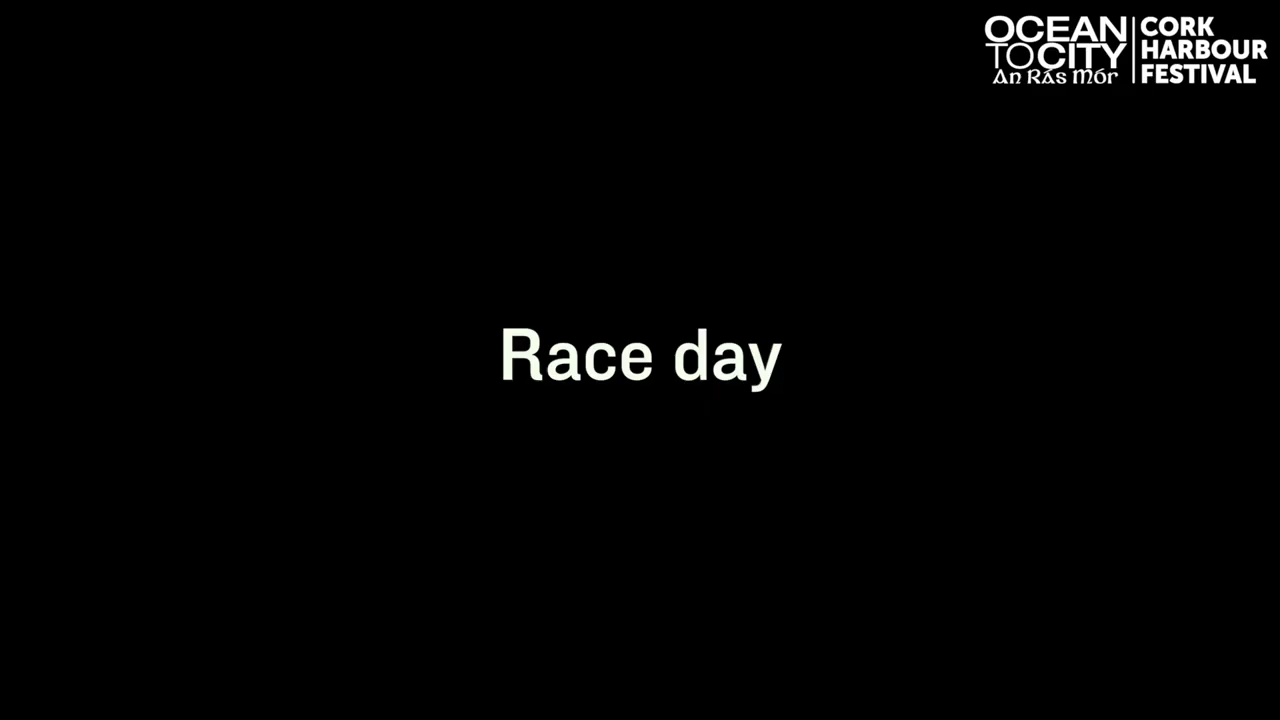 OCEAN
TO CITY
An Rás Mór
CORK
HARBOUR
FESTIVAL
Race day